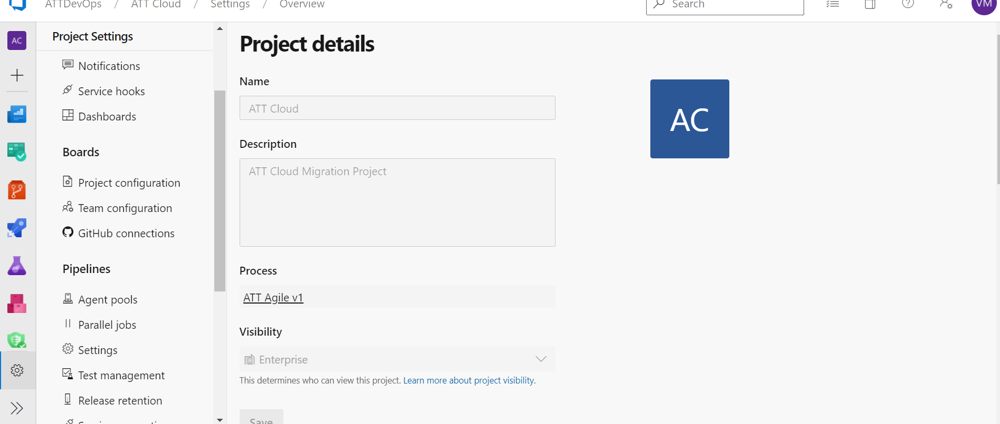 ATTDevOps / ATT Cloud / Settings / Overview
Search
VM
AC
Project Settings
Notifications
Service hooks
Dashboards
Boards
Project configuration
Team configuration
GitHub connections
Pipelines
Agent pools
Parallel jobs
Settings
Test management
Release retention
Project details
Name
ATT Cloud
AC
Description
ATT Cloud Migration Project
Process
ATT Agile v1
Visibility
Enterprise
This determines who can view this project. Learn more about project visibility.
Save